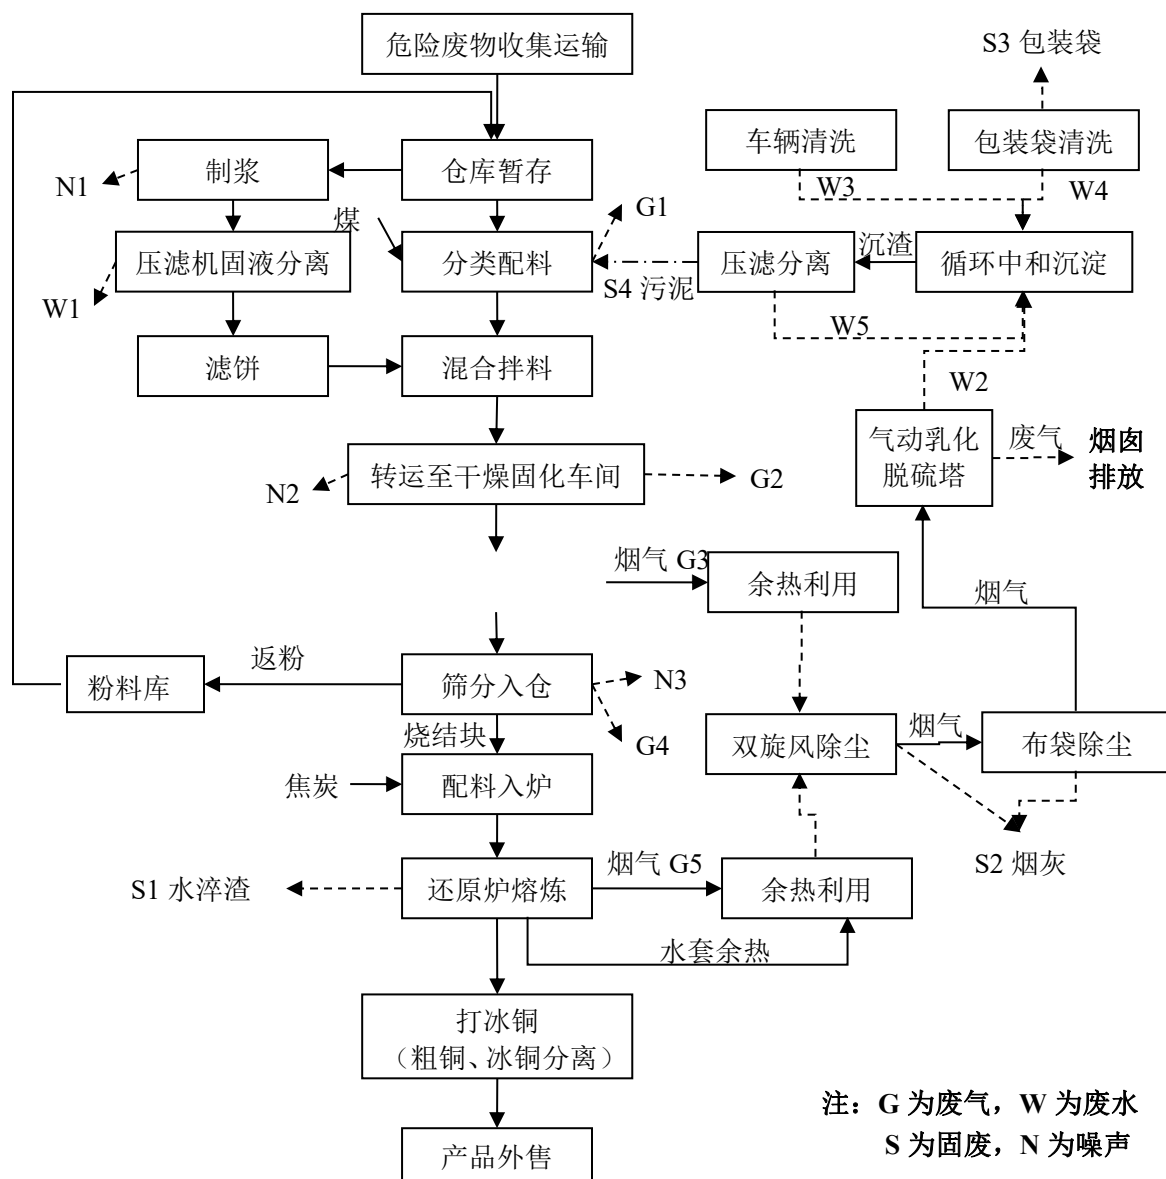 危险废物收集运输
S3 包装袋
车辆清洗
包装袋清洗
制浆
仓库暂存
N1
W3
W4
煤
G1
压滤机固液分离
分类配料
压滤分离
沉渣
循环中和沉淀
W1
S4 污泥
W5
滤饼
混合拌料
W2
气动乳化
脱硫塔
废气
烟囱
排放
转运至干燥固化车间
N2
G2
烟气 G3
余热利用
烟气
返粉
粉料库
筛分入仓
N3
烧结块
G4
双旋风除尘
烟气
布袋除尘
焦炭
配料入炉
S1 水淬渣
还原炉熔炼
烟气 G5
余热利用
S2 烟灰
水套余热
打冰铜
（粗铜、冰铜分离）
产品外售
注：G 为废气，W 为废水
S 为固废，N 为噪声